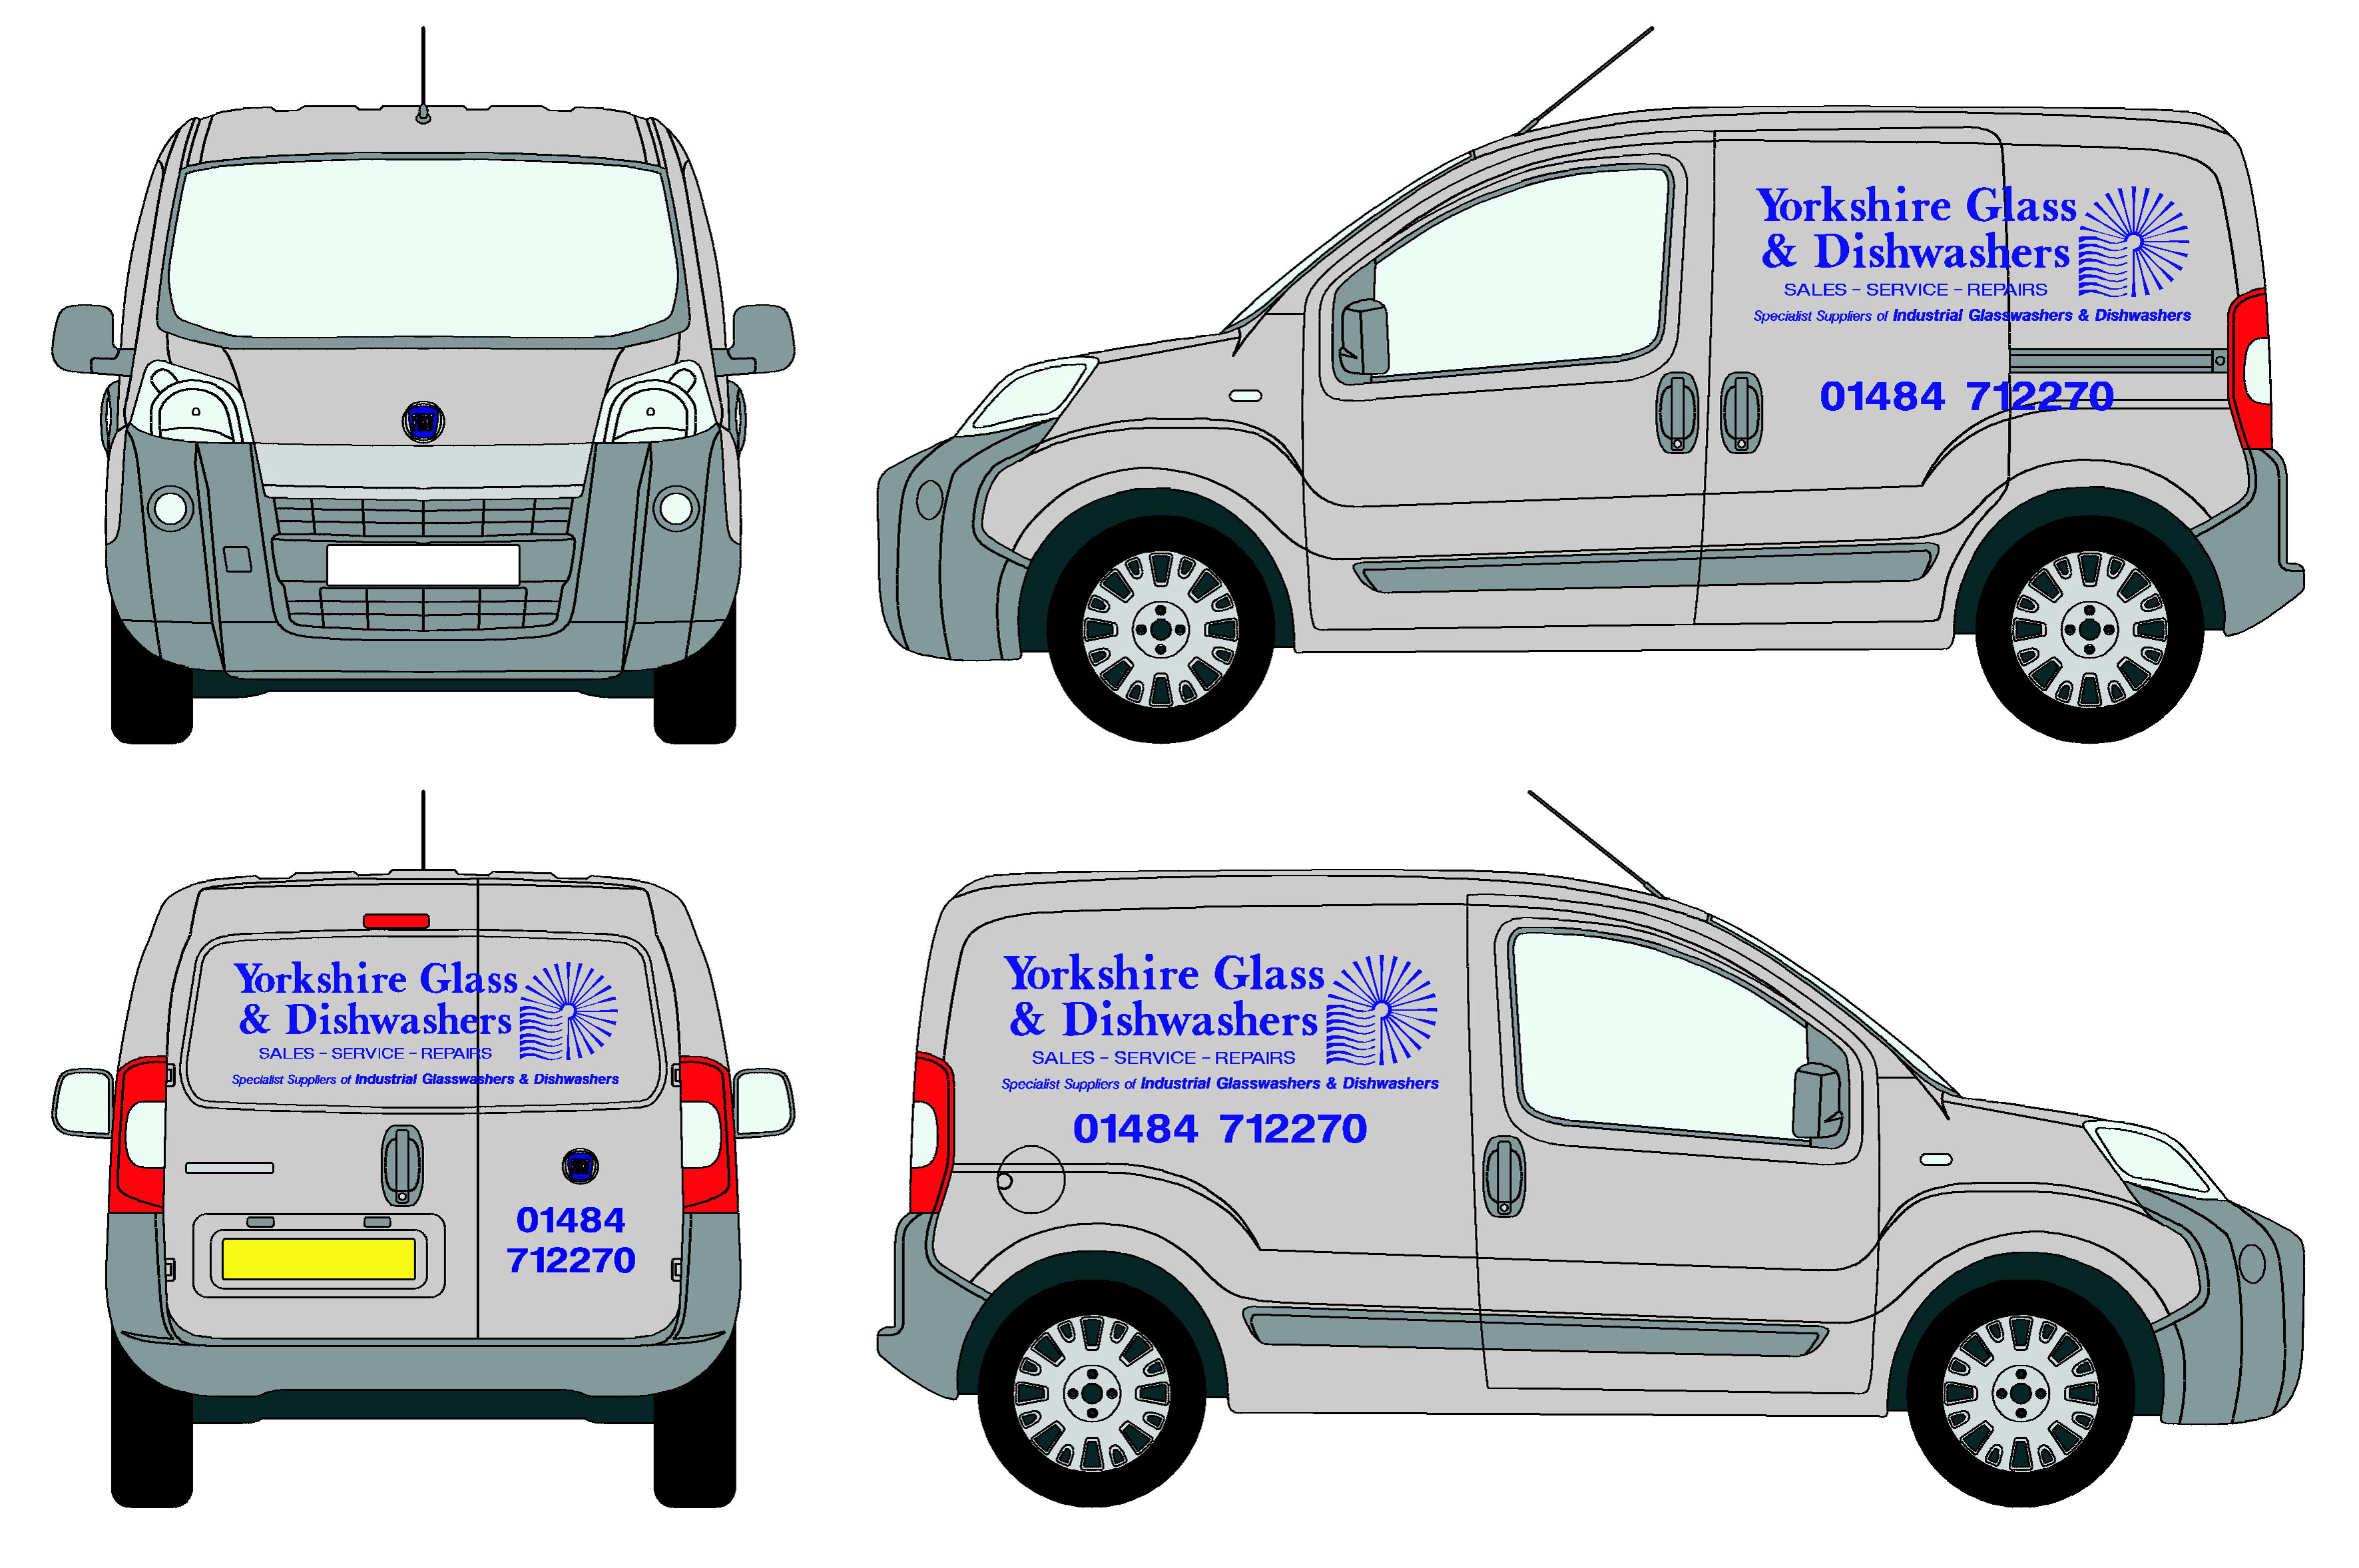 Yorkshire Glass
& Dishwashers
SALES - SERVICE - REPAIRS
Specialist Suppliers of Industrial Glasswashers & Dishwashers
01484 712270
Yorkshire Glass
& Dishwashers
SALES - SERVICE - REPAIRS
Specialist Suppliers of Industrial Glasswashers & Dishwashers
01484
712270
Yorkshire Glass
& Dishwashers
SALES - SERVICE - REPAIRS
Specialist Suppliers of Industrial Glasswashers & Dishwashers
01484 712270